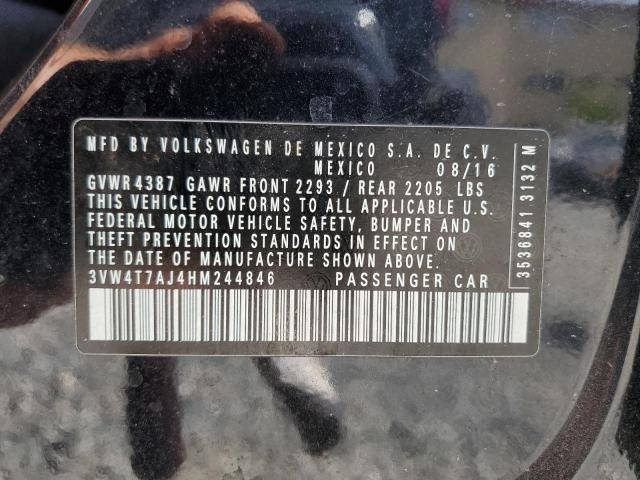 MFD BY VOLKSWAGEN DE MEXICO S.A. DE C.V.
MEXICO 08/16
GVWR 4387 GAWR FRONT 2293 / REAR 2205 LBS
THIS VEHICLE CONFORMS TO ALL APPLICABLE U.S.
FEDERAL MOTOR VEHICLE SAFETY, BUMPER AND
THEFT PREVENTION STANDARDS IN EFFECT ON
THE DATE OF MANUFACTURE SHOWN ABOVE.
3VW4T7AJ4HM244846 PASSENGER CAR
3536841 3132 M